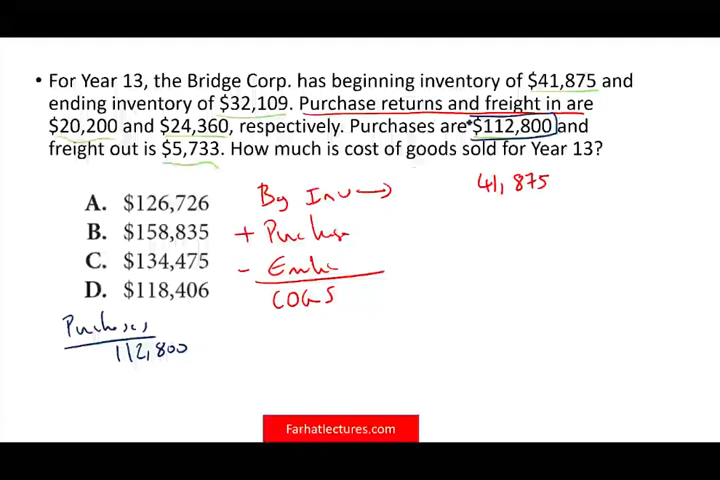 • For Year 13, the Bridge Corp. has beginning inventory of $41,875 and
ending inventory of $32,109. Purchase returns and freight in are
$20,200 and $24,360, respectively. Purchases are $112,800 and
freight out is $5,733. How much is cost of goods sold for Year 13?
41,875
A. $126,726
B. $158,835
C. $134,475
D. $118,406
Beg Inv →
+ Purchase
-
COGS
Purchases
112,800
Farhatlectures.com